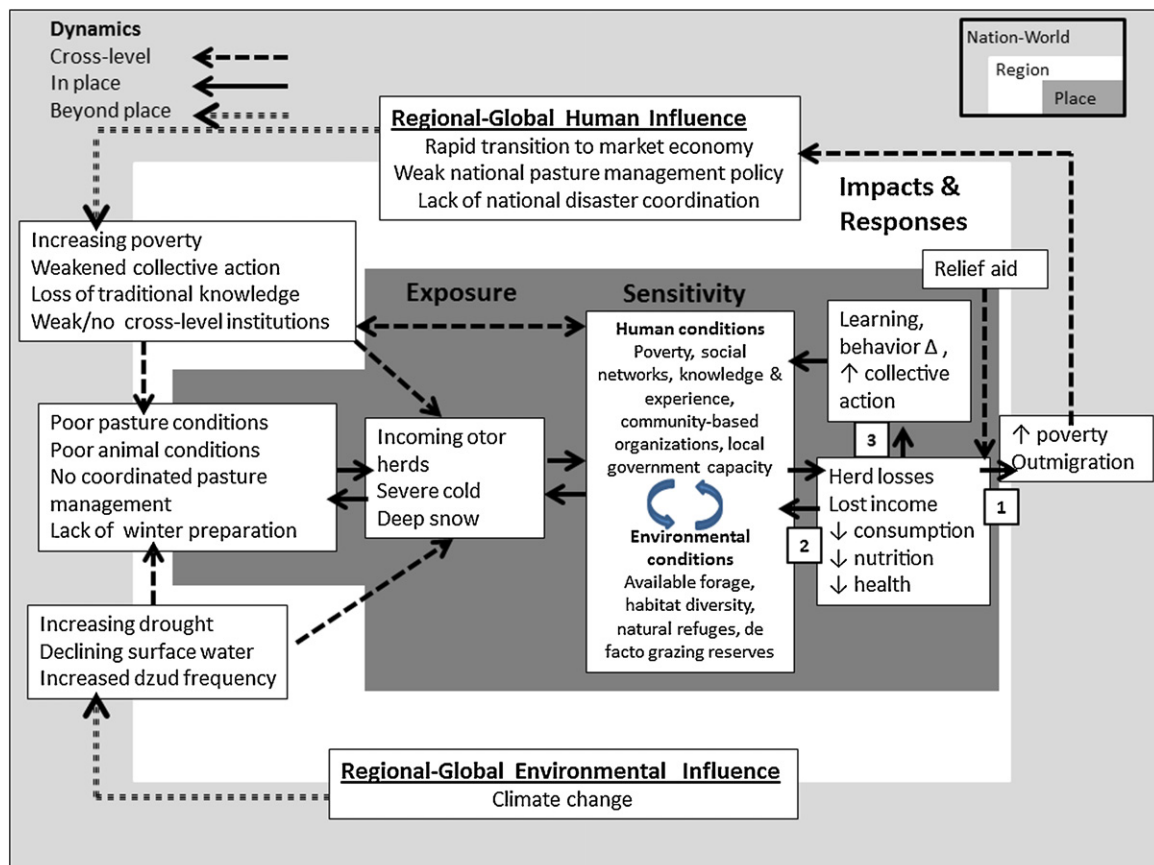 Dynamics
Cross-level
In place
Beyond place
Nation-World
Region
Place
Regional-Global Human Influence
Rapid transition to market economy
Weak national pasture management policy
Lack of national disaster coordination
Impacts &
Responses
Increasing poverty
Weakened collective action
Loss of traditional knowledge
Weak/no cross-level institutions
Relief aid
Exposure
Sensitivity
Human conditions
Poverty, social
networks, knowledge &
experience,
community-based
organizations, local
government capacity
Environmental
conditions
Available forage,
habitat diversity,
natural refuges, de
facto grazing reserves
Learning,
behavior Δ ,
↑ collective
action
Poor pasture conditions
Poor animal conditions
No coordinated pasture
management
Lack of winter preparation
Incoming otor
herds
Severe cold
Deep snow
3
Herd losses
Lost income
↓ consumption
↓ nutrition
↓ health
↑ poverty
Outmigration
1
2
Increasing drought
Declining surface water
Increased dzud frequency
Regional-Global Environmental Influence
Climate change